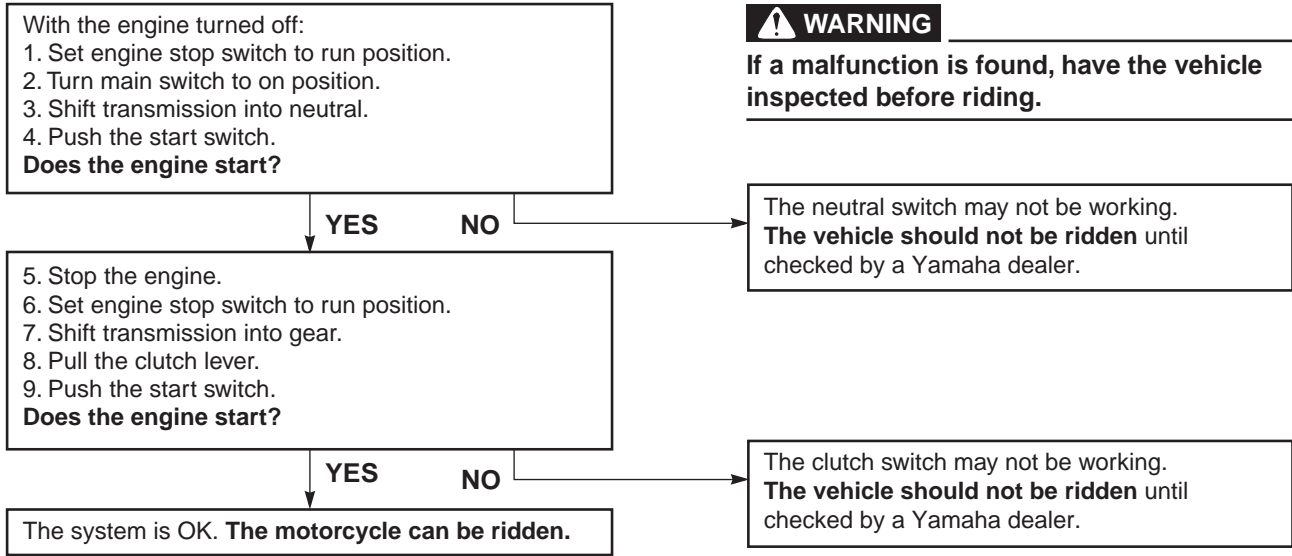 With the engine turned off:
1. Set engine stop switch to run position.
2. Turn main switch to on position.
3. Shift transmission into neutral.
4. Push the start switch.
Does the engine start?
WARNING
If a malfunction is found, have the vehicle
inspected before riding.
YES
NO
The neutral switch may not be working.
The vehicle should not be ridden until
checked by a Yamaha dealer.
5. Stop the engine.
6. Set engine stop switch to run position.
7. Shift transmission into gear.
8. Pull the clutch lever.
9. Push the start switch.
Does the engine start?
YES
NO
The clutch switch may not be working.
The vehicle should not be ridden until
checked by a Yamaha dealer.
The system is OK. The motorcycle can be ridden.